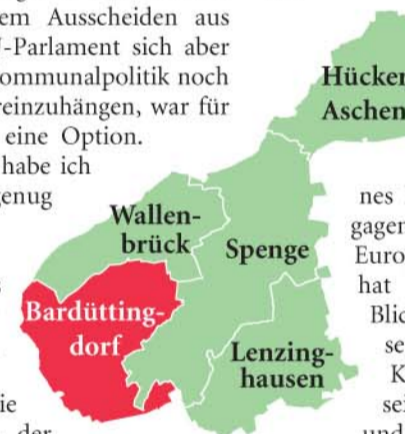 em Ausscheiden aus
-Parlament sich aber
ommunalpolitik noch
reinzuhängen, war für
eine Option.
habe ich
genug
Hücker
Aschen
Wallen-
brück
Spenge
Bardütting-
dorf
Lenzing-
hausen
nes
gagen
Euro
hat
Blic
se
K
sei
und
ie
der